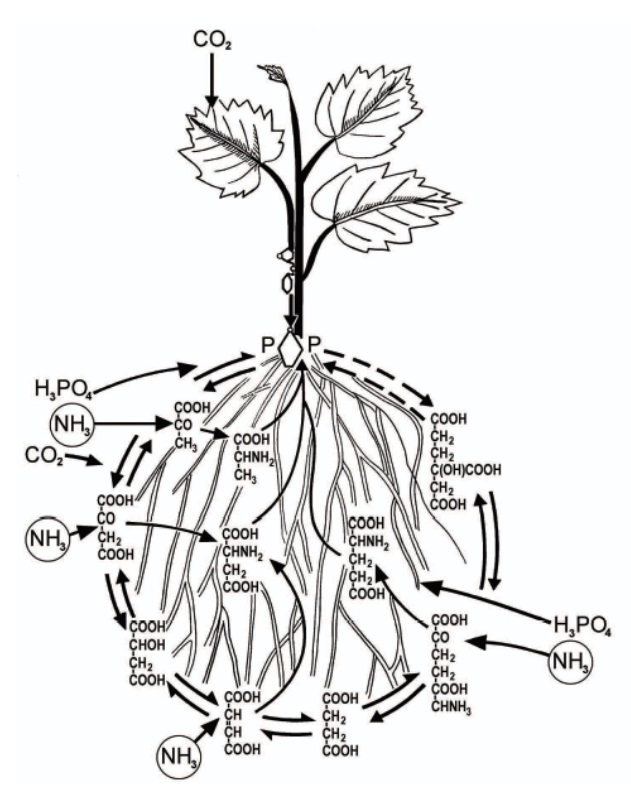 CO₂
P P
H₃PO₄
NH₃
COOH
CO
CH₃
COOH
CHNH₂
CH₃
CO₂
COOH
CH₂
CH₂
C(OH)COOH
CH₂
COOH
COOH
CO
CH₂
COOH
NH₃
COOH
CHNH₂
CH₂
COOH
COOH
CHNH₂
CH₂
CH₂
COOH
H₃PO₄
NH₃
COOH
CO
CH₂
CH₂
COOH
CHNH₃
COOH
CHOH
CH₂
COOH
COOH
CH
CH
COOH
COOH
CH₂
CH₂
COOH
NH₃